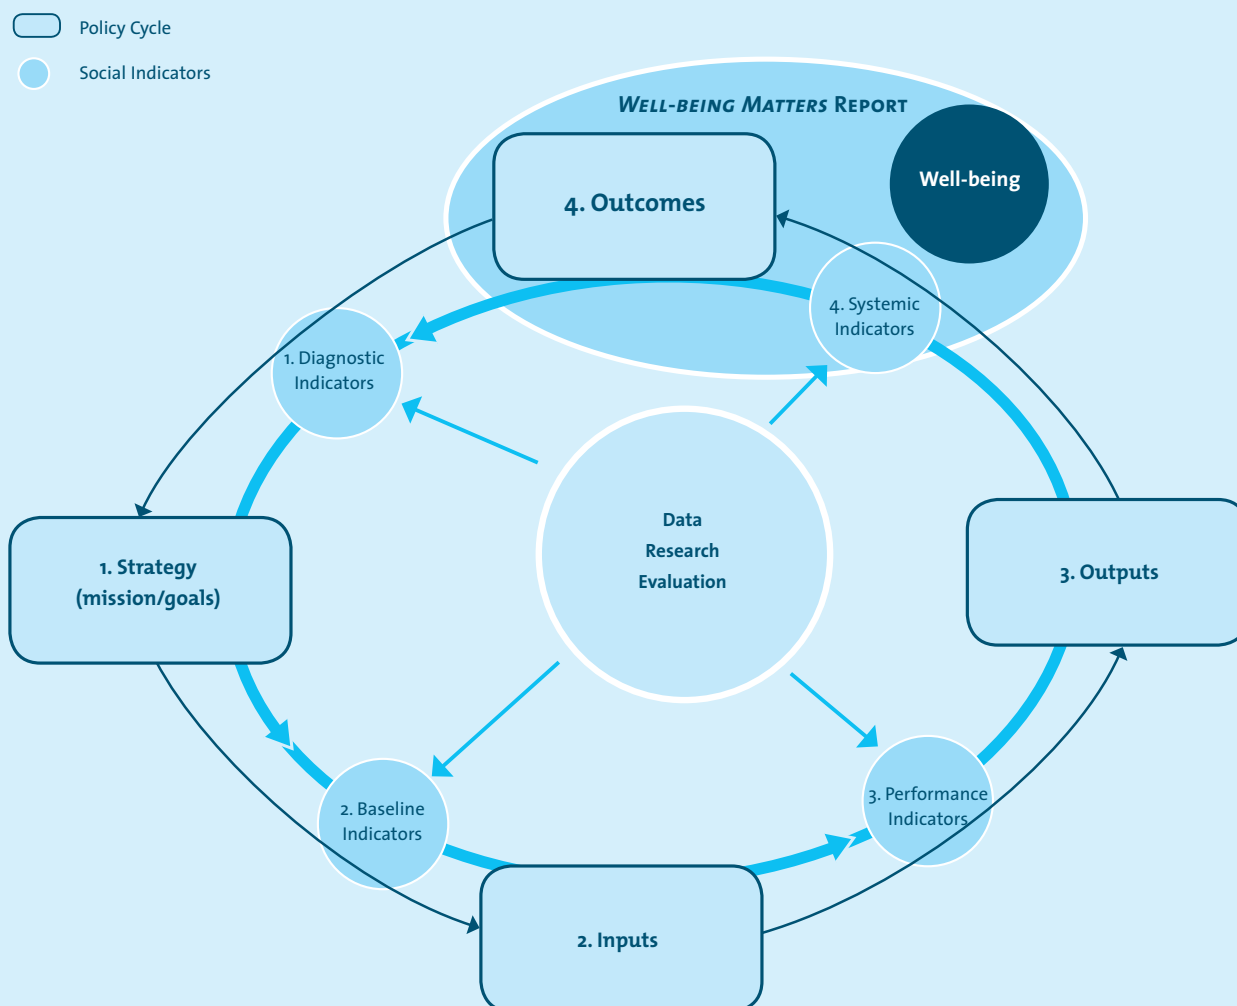 Policy Cycle
Social Indicators
Well-being Matters Report
Well-being
4. Outcomes
4. Systemic
Indicators
1. Diagnostic
Indicators
Data
Research
Evaluation
1. Strategy
(mission/goals)
3. Outputs
2. Baseline
Indicators
3. Performance
Indicators
2. Inputs